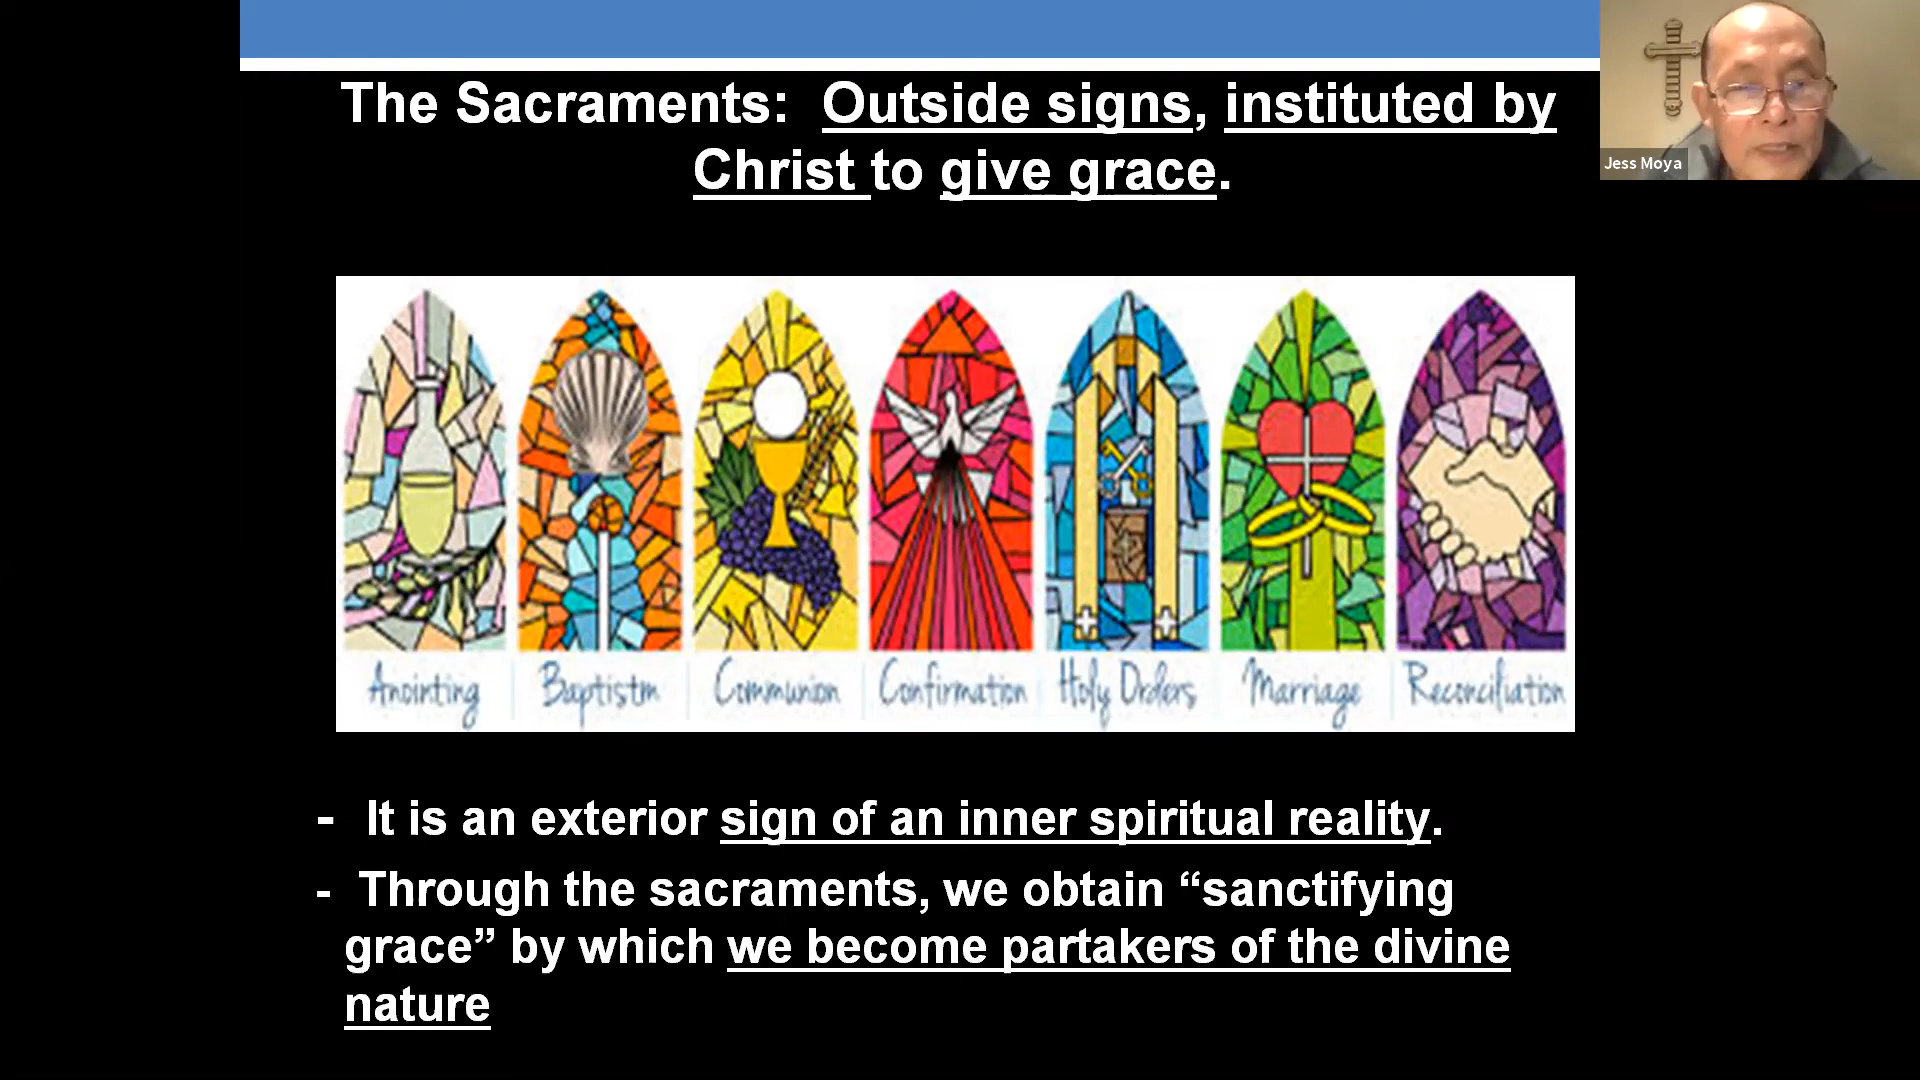 The Sacraments: Outside signs, instituted by
Christ to give grace.
Jess Moya
Anointing Baptistm Communion Confirmation Holy Orders Marriage Reconciliation
- It is an exterior sign of an inner spiritual reality.
- Through the sacraments, we obtain “sanctifying
grace” by which we become partakers of the divine
nature